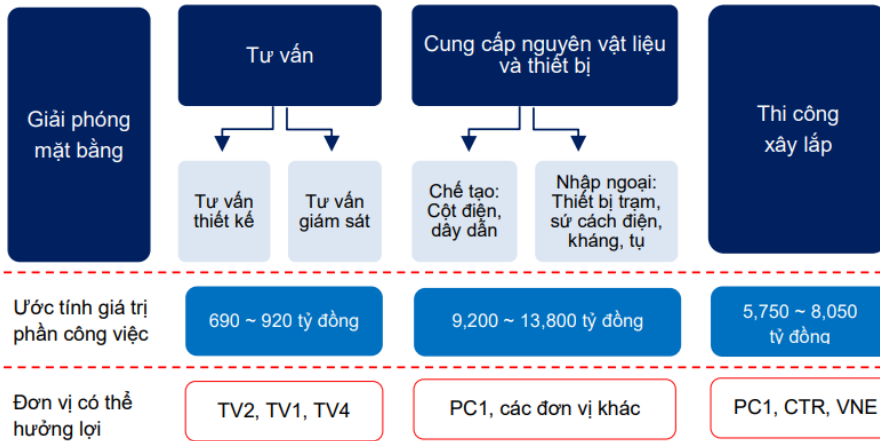 Giải phóng
mặt bằng
Tư vấn
Cung cấp nguyên vật liệu
và thiết bị
Thi công
xây lắp
Tư vấn
thiết kế
Tư vấn
giám sát
Chế tạo:
Cột điện,
dây dẫn
Nhập ngoại:
Thiết bị trạm,
sứ cách điện,
kháng, tụ
Ước tính giá trị
phần công việc
690 ~ 920 tỷ đồng
9,200 ~ 13,800 tỷ đồng
5,750 ~ 8,050
tỷ đồng
Đơn vị có thể
hưởng lợi
TV2, TV1, TV4
PC1, các đơn vị khác
PC1, CTR, VNE